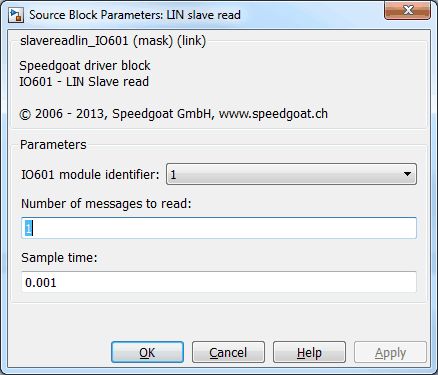 Source Block Parameters: LIN slave read
slavereadlin_IO601 (mask) (link)
Speedgoat driver block
IO601 - LIN Slave read
© 2006 - 2013, Speedgoat GmbH, www.speedgoat.ch
Parameters
IO601 module identifier: 1
Number of messages to read:
1
Sample time:
0.001
OK Cancel Help Apply